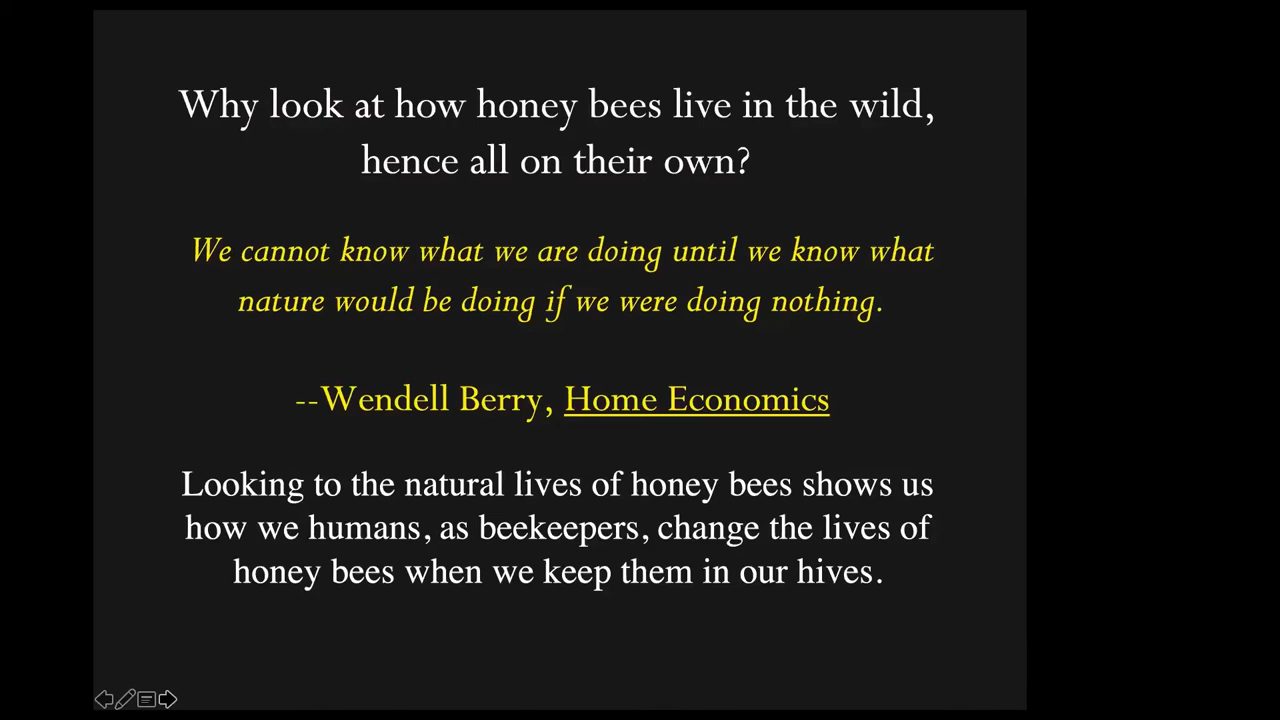 Why look at how honey bees live in the wild,
hence all on their own?
We cannot know what we are doing until we know what
nature would be doing if we were doing nothing.
--Wendell Berry, Home Economics
Looking to the natural lives of honey bees shows us
how we humans, as beekeepers, change the lives of
honey bees when we keep them in our hives.